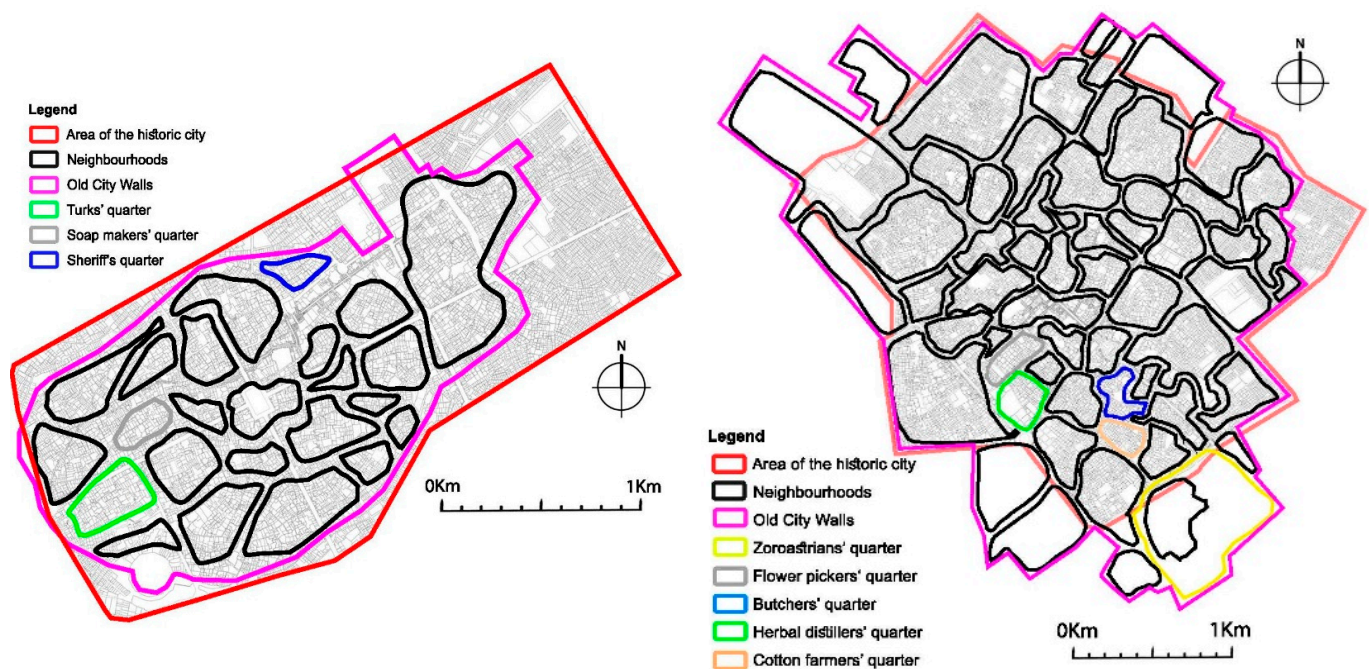 Legend
Area of the historic city
Neighbourhoods
Old City Walls
Turks' quarter
Soap makers' quarter
Sheriff's quarter
N
0Km 1Km
N
Legend
Area of the historic city
Neighbourhoods
Old City Walls
Zoroastrians' quarter
Flower pickers' quarter
Butchers' quarter
Herbal distillers' quarter
Cotton farmers' quarter
0Km 1Km